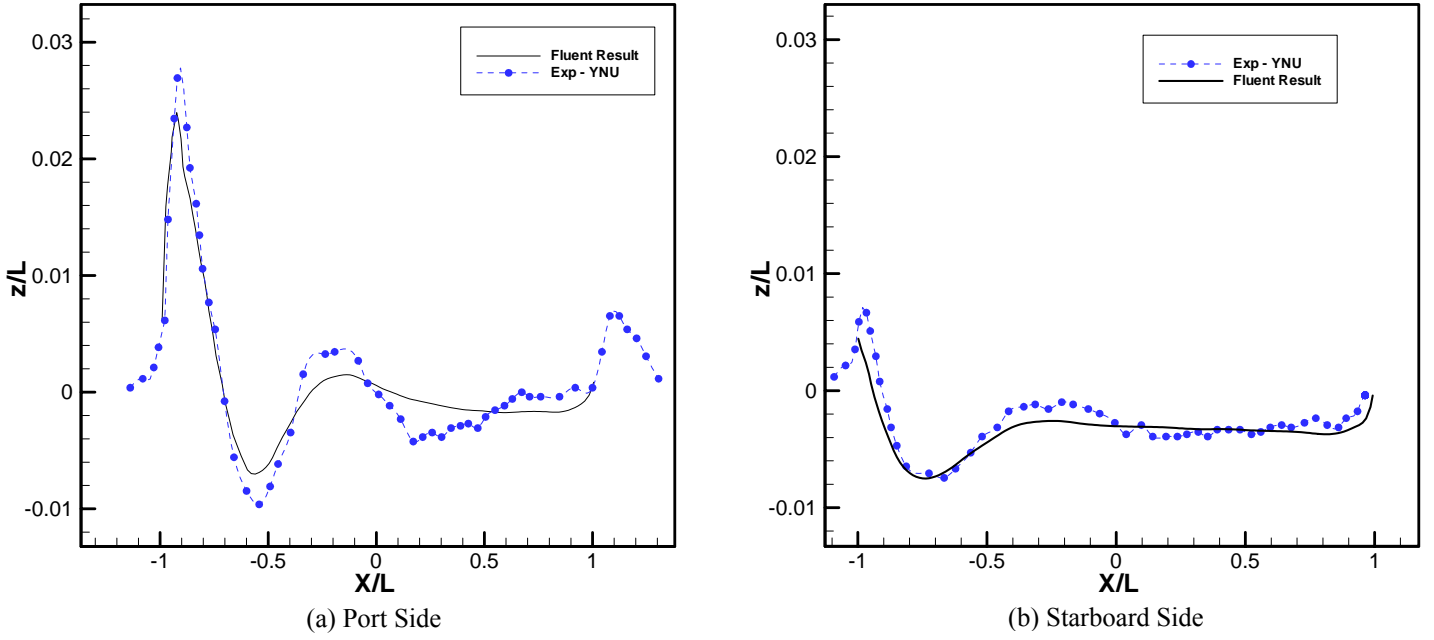 0.03
0.02
0.01
0
-0.01
z/L
-1
-0.5
0
0.5
1
X/L
Fluent Result
Exp - YNU
(a) Port Side
0.03
0.02
0.01
0
-0.01
z/L
-1
-0.5
0
0.5
1
X/L
Exp - YNU
Fluent Result
(b) Starboard Side